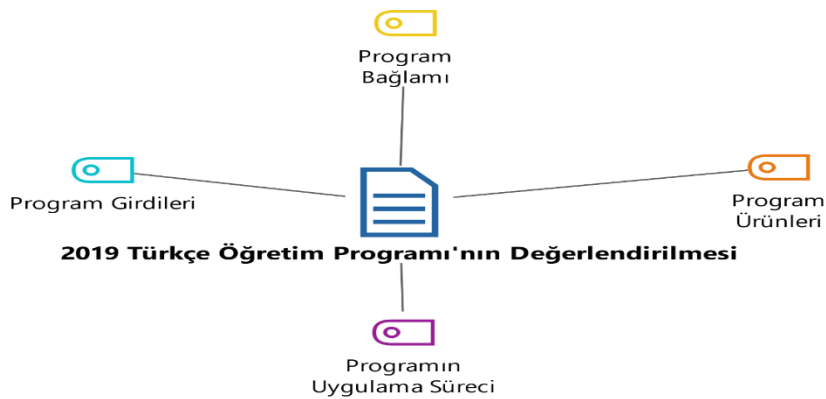 Program
Bağlamı
Program Girdileri
Program
Ürünleri
2019 Türkçe Öğretim Programı'nın Değerlendirilmesi
Programın
Uygulama Süreci